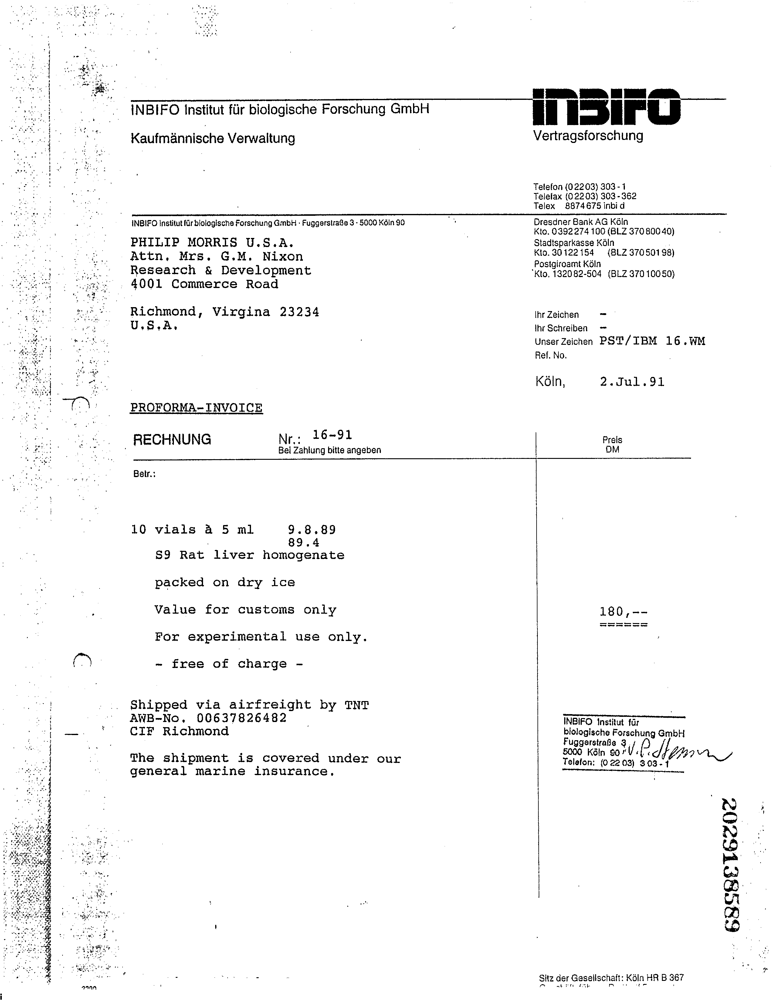 INBIFO Institut für biologische Forschung GmbH
INBIFO
Kaufmännische Verwaltung
Vertragsforschung
Telefon (02203) 303-1
Telefax (02203) 303-362
Telex 8874675 inbi d
INBIFO Institut für biologische Forschung GmbH · Fuggerstraße 3 · 5000 Köln 90
Dresdner Bank AG Köln
Kto. 0392274100 (BLZ 37080040)
Stadtsparkasse Köln
Kto. 30122154 (BLZ 37050198)
Postgiroamt Köln
Kto. 132082-504 (BLZ 37010050)
PHILIP MORRIS U.S.A.
Attn. Mrs. G.M. Nixon
Research & Development
4001 Commerce Road
Richmond, Virgina 23234
U.S.A.
Ihr Zeichen –
Ihr Schreiben –
Unser Zeichen PST/IBM 16.WM
Ref. No.
Köln, 2.Jul.91
PROFORMA-INVOICE
RECHNUNG Nr.: 16-91
Bei Zahlung bitte angeben
Preis
DM
Betr.:
10 vials à 5 ml 9.8.89
89.4
S9 Rat liver homogenate
packed on dry ice
Value for customs only 180,--
======
For experimental use only.
- free of charge -
Shipped via airfreight by TNT
AWB-No. 00637826482
CIF Richmond
The shipment is covered under our
general marine insurance.
INBIFO Institut für
biologische Forschung GmbH
Fuggerstraße 3
5000 Köln 90
Telefon: (0 22 03) 3 03 - 1
2029138589
Sitz der Gesellschaft: Köln HR B 367